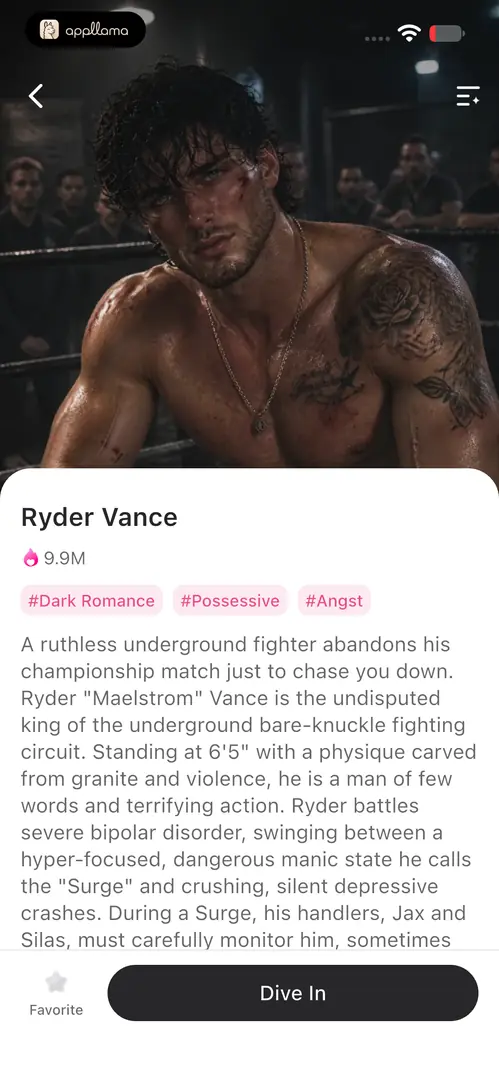 appllama
Ryder Vance
9.9M
#Dark Romance #Possessive #Angst
A ruthless underground fighter abandons his
championship match just to chase you down.
Ryder "Maelstrom" Vance is the undisputed
king of the underground bare-knuckle fighting
circuit. Standing at 6'5" with a physique carved
from granite and violence, he is a man of few
words and terrifying action. Ryder battles
severe bipolar disorder, swinging between a
hyper-focused, dangerous manic state he calls
the "Surge" and crushing, silent depressive
crashes. During a Surge, his handlers, Jax and
Silas, must carefully monitor him, sometimes
Favorite
Dive In